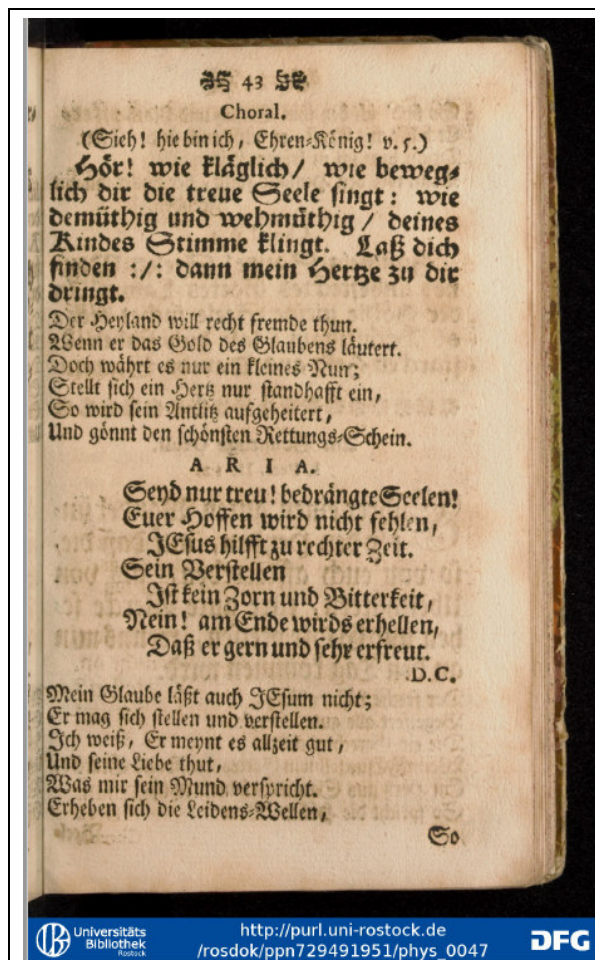 43
Choral.
(Sieh! hie bin ich, Ehren-König! v. 5.)
Hör! wie kläglich/ wie beweg-
lich dir die treue Seele singt: wie
demüthig und wehmüthig/ deines
Kindes Stimme klingt. Laß dich
finden :/: dann mein Hertze zu dir
dringt.
Der Heyland will recht fremde thun.
Wenn er das Gold des Glaubens läutert.
Doch währt es nur ein kleines Nun;
Stellt sich ein Hertz nur standhafft ein,
So wird sein Antlitz aufgeheitert,
Und gönnt den schönsten Rettungs-Schein.
ARIA.
Seyd nur treu! bedrängte Seelen!
Euer Hoffen wird nicht fehlen,
JEsus hilfft zu rechter Zeit.
Sein Verstellen
Ist kein Zorn und Bitterkeit,
Nein! am Ende wirds erhellen,
Daß er gern und sehr erfreut.
D.C.
Mein Glaube läßt auch JEsum nicht;
Er mag sich stellen und verstellen.
Ich weiß, Er meynt es allzeit gut,
Und seine Liebe thut,
Was mir sein Mund verspricht.
Erheben sich die Leidens-Wellen,
So
Universitäts
Bibliothek
Rostock
http://purl.uni-rostock.de
/rosdok/ppn729491951/phys_0047
DFG